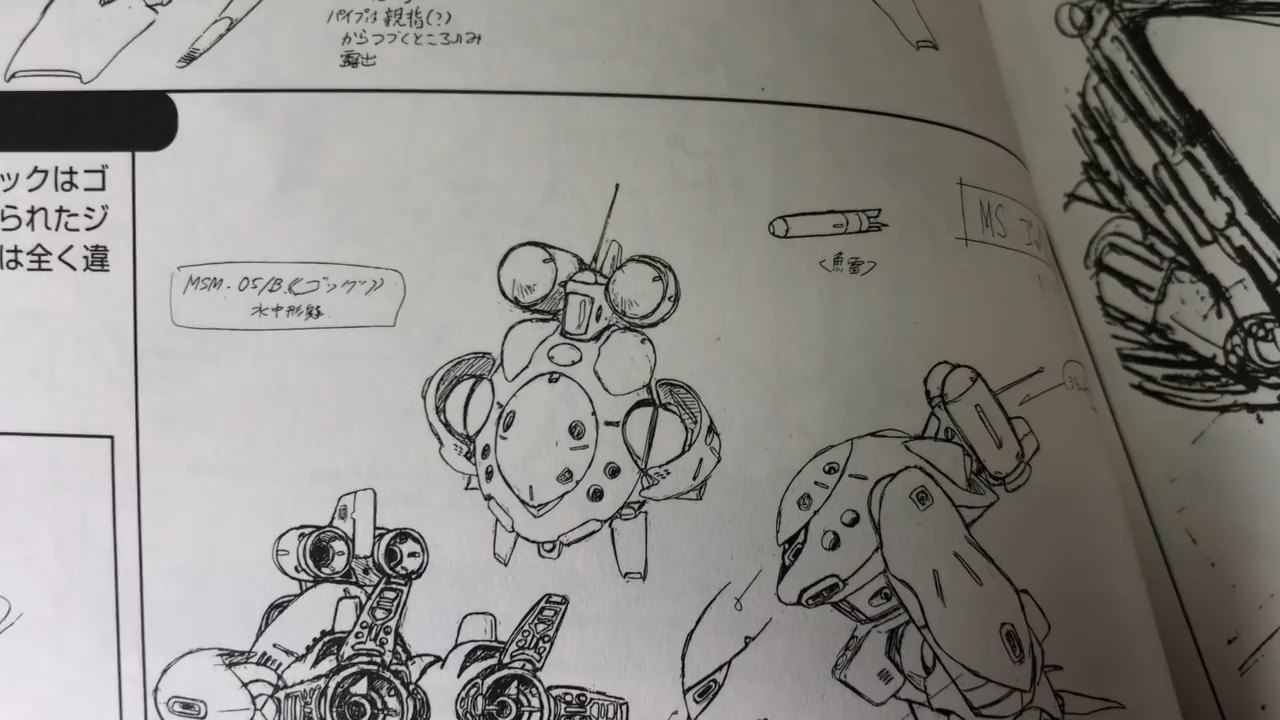 パイプは親指(?)
からつづくところのみ
露出
ックはゴ
られたジ
は全く違
MSM-05/B.《ゴッグ》
水中形態
<魚雷>
MS